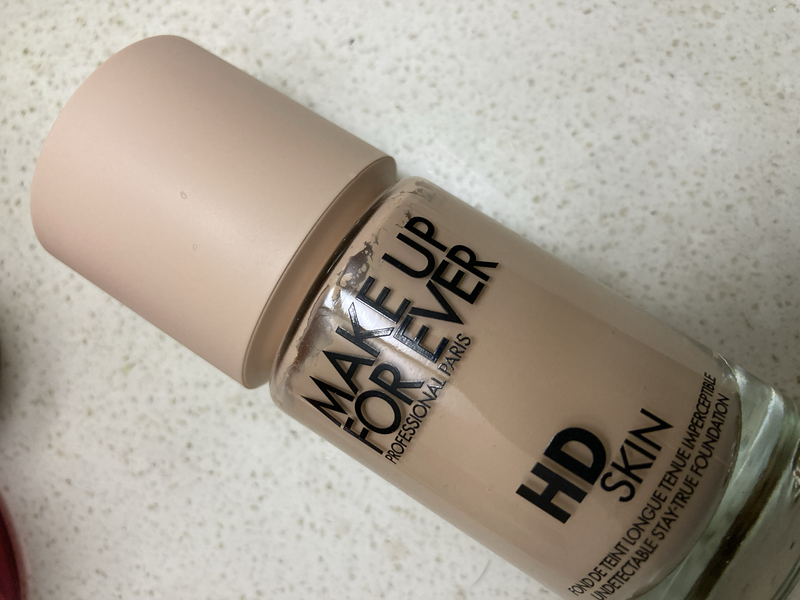 MAKE UP
FOR EVER
PROFESSIONAL PARIS
HD
SKIN
FOND DE TEINT LONGUE TENUE IMPERCEPTIBLE
UNDETECTABLE STAY-TRUE FOUNDATION